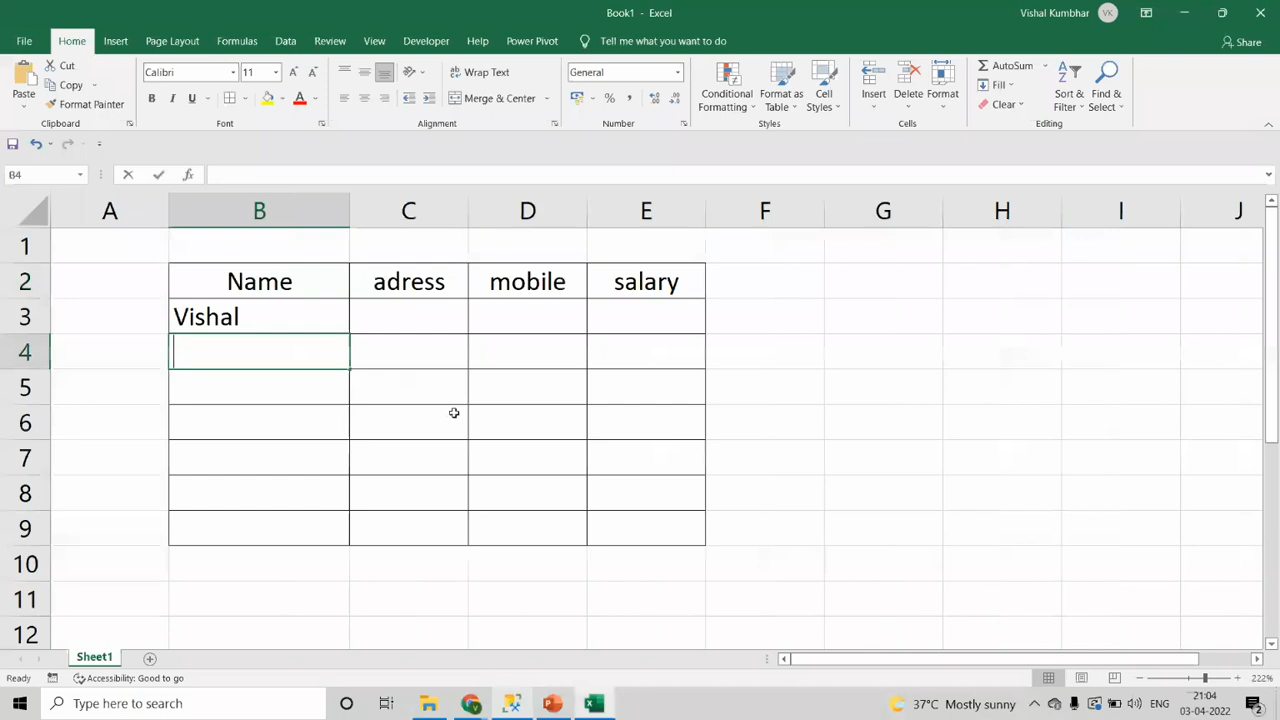 Book1 - Excel
Vishal Kumbhar VK
File Home Insert Page Layout Formulas Data Review View Developer Help Power Pivot Tell me what you want to do Share
Paste
Cut
Copy
Format Painter
Clipboard
Calibri 11
B I U
Font
Wrap Text
Merge & Center
Alignment
General
Number
Conditional Formatting
Format as Table
Cell Styles
Styles
Insert
Delete
Format
Cells
AutoSum
Fill
Clear
Sort & Filter
Find & Select
Editing
B4
fx
A B C D E F G H I J
1
2 Name adress mobile salary
3 Vishal
4
5
6
7
8
9
10
11
12
Sheet1
Ready Accessibility: Good to go 222%
Type here to search 37°C Mostly sunny 21:04
03-04-2022 2